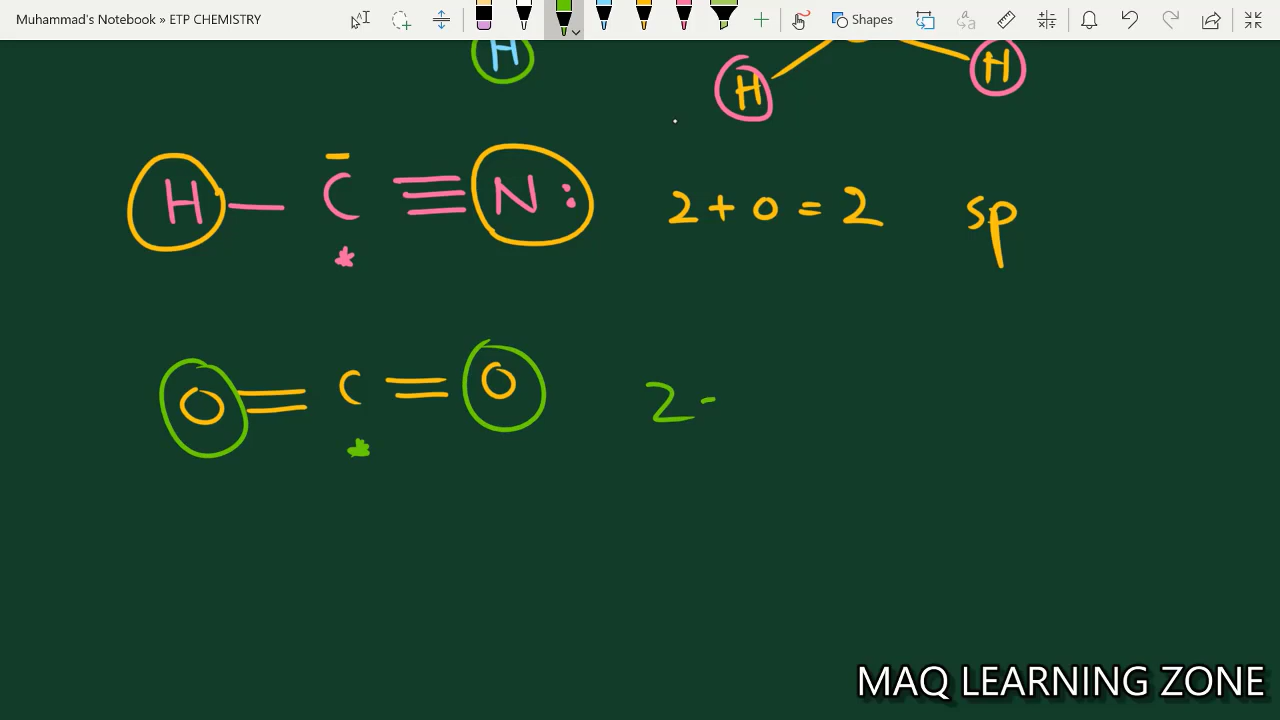 Muhammad's Notebook » ETP CHEMISTRY
Shapes
H
H
H
H — C ≡ N: 2 + 0 = 2 sp
*
O = C = O 2 -
*
MAQ LEARNING ZONE